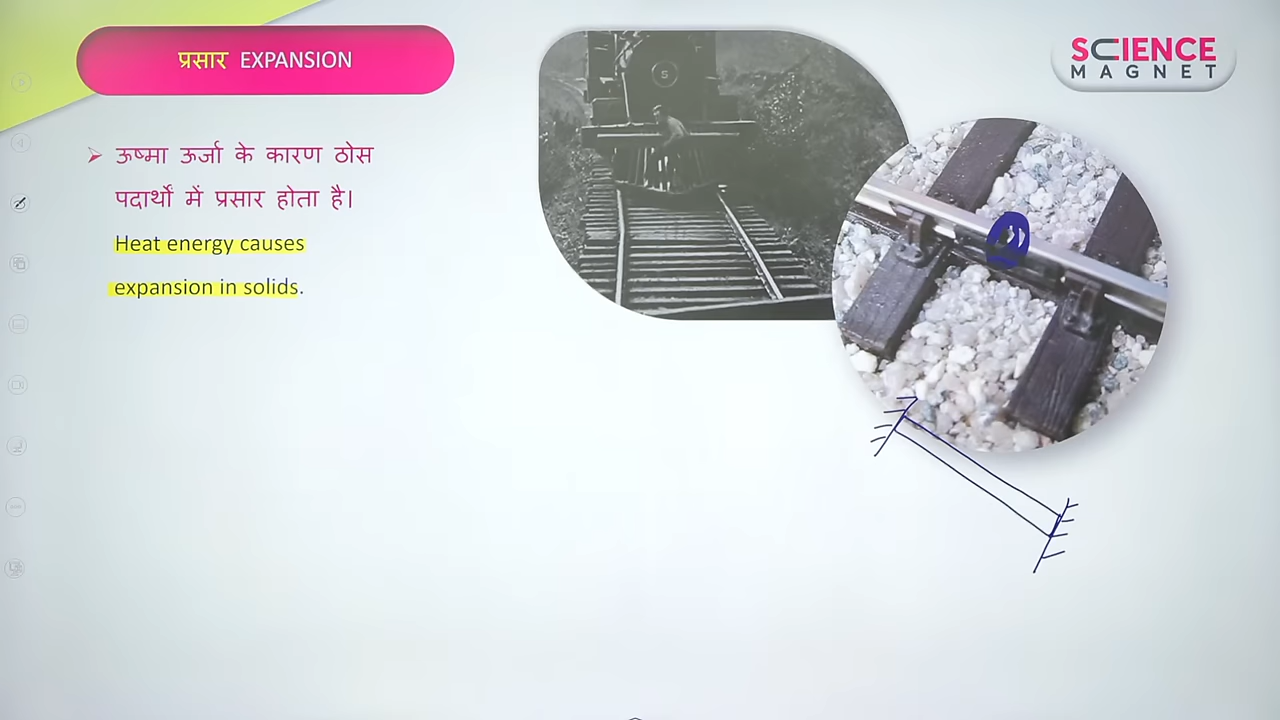 प्रसार EXPANSION
SCIENCE
MAGNET
S
ऊष्मा ऊर्जा के कारण ठोस
पदार्थों में प्रसार होता है।
Heat energy causes
expansion in solids.